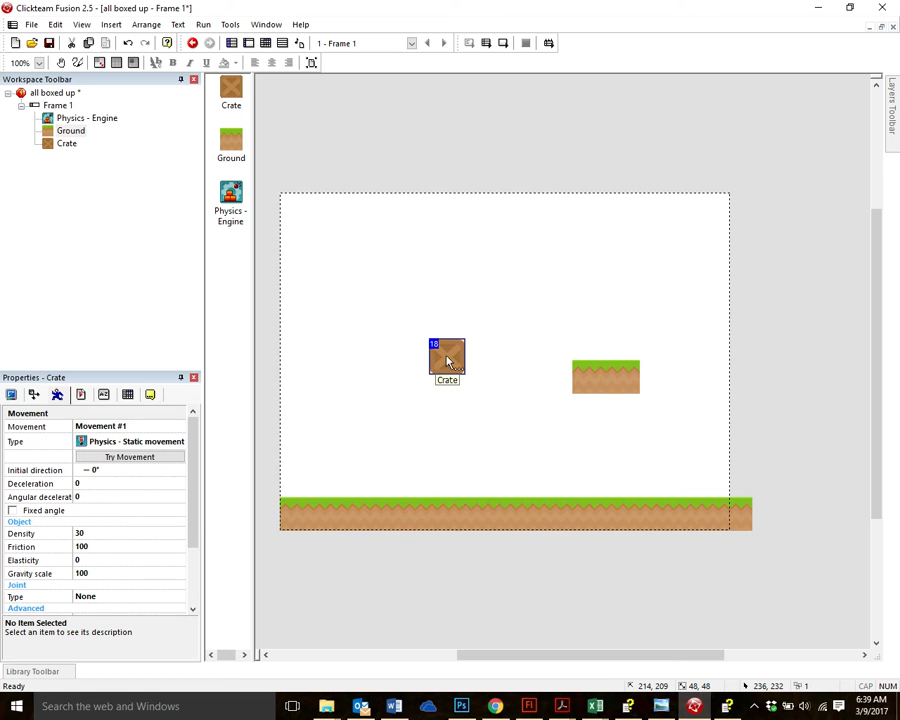 Clickteam Fusion 2.5 - [all boxed up - Frame 1*]
File Edit View Insert Arrange Text Run Tools Window Help
1 - Frame 1
100%
Workspace Toolbar
all boxed up *
Frame 1
Physics - Engine
Ground
Crate
Crate
Ground
Physics - Engine
Layers Toolbar
18
Crate
Properties - Crate
Movement
Movement Movement #1
Type Physics - Static movement
Try Movement
Initial direction 0°
Deceleration 0
Angular decelerat 0
Fixed angle
Object
Density 30
Friction 100
Elasticity 0
Gravity scale 100
Joint
Type None
Advanced
No Item Selected
Select an item to see its description
Library Toolbar
Ready
214, 209
48, 48
236, 232
1
CAP NUM
Search the web and Windows
6:39 AM
3/9/2017